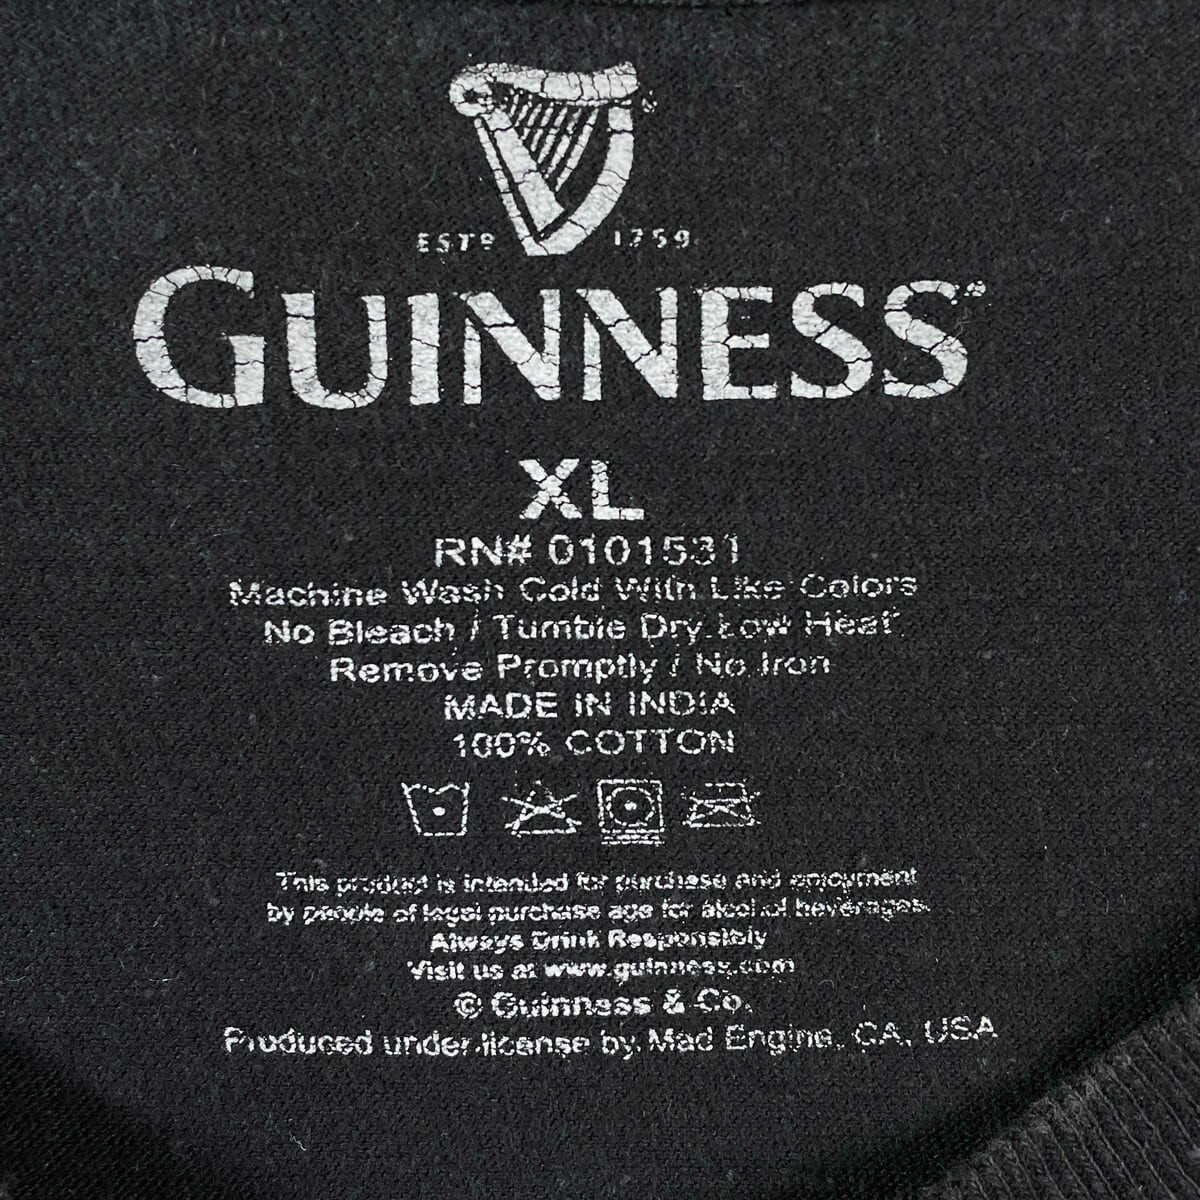 ESTD 1759
GUINNESS
XL
RN# 0101531
Machine Wash Cold With Like Colors
No Bleach / Tumble Dry Low Heat
Remove Promptly / No Iron
MADE IN INDIA
100% COTTON
This product is intended for purchase and enjoyment
by people of legal purchase age for alcohol beverages.
Always Drink Responsibly
Visit us at www.guinness.com
© Guinness & Co.
Produced under license by Mad Engine, CA, USA